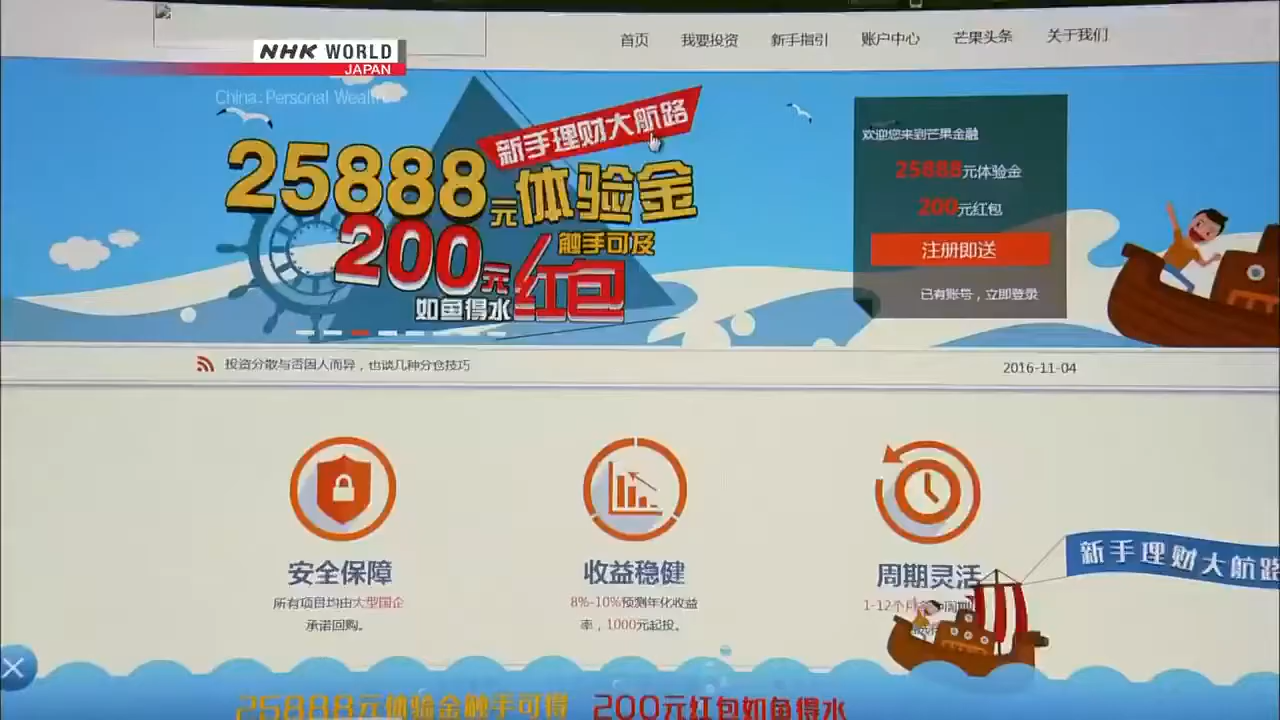 首页 我要投资 新手指引 账户中心 芒果头条 关于我们
NHK WORLD
JAPAN
China: Personal Wealth
新手理财大航路
25888元体验金
触手可及
200元红包
如鱼得水
欢迎您来到芒果金融
25888元体验金
200元红包
注册即送
已有账号，立即登录
投资分散与否因人而异，也谈几种分仓技巧
2016-11-04
安全保障
所有项目均由大型国企
承诺回购。
收益稳健
8%-10%预测年化收益
率，1000元起投。
周期灵活
1-12个月
新手理财大航路
25888元体验金触手可得 200元红包如鱼得水